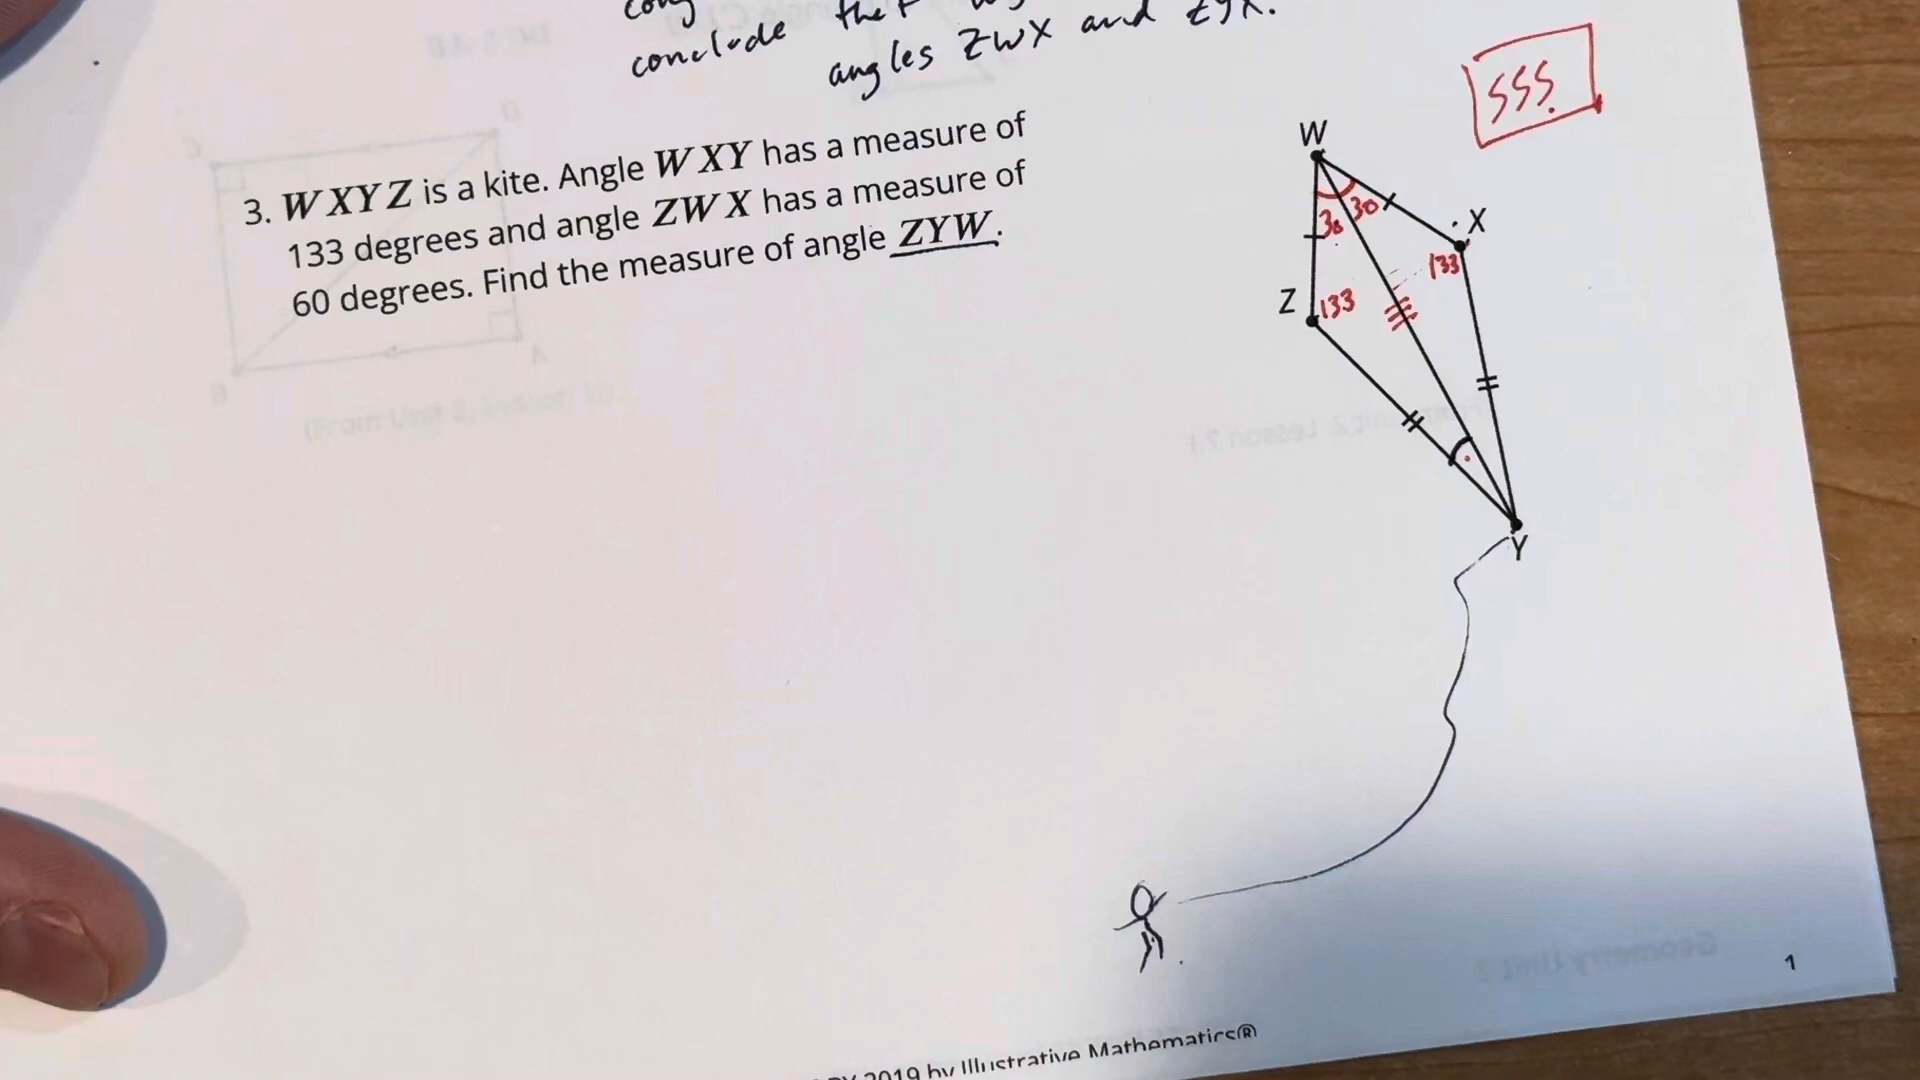 conclude that
angles ZWX and ZYX.
SSS
3. WXYZ is a kite. Angle WXY has a measure of
133 degrees and angle ZWX has a measure of
60 degrees. Find the measure of angle ZYW.
W
30 30
X
133
Z 133
Y
1
2019 by Illustrative Mathematics®